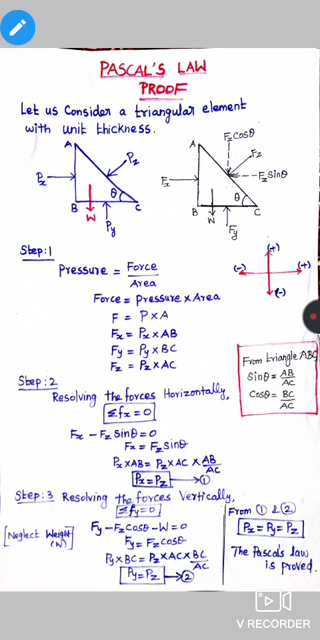 PASCAL'S LAW
PROOF
Let us Consider a triangular element
with unit thickness.
A
Px
Pz
θ
B
W
C
Py
A
Fzcosθ
Fz
Fx
Fzsinθ
θ
B
W
C
Fy
Step:1
Pressure = Force/Area
Force = pressure × Area
F = P×A
Fx = Px × AB
Fy = Py × BC
Fz = Pz × AC
(+)
(-)
(+)
(-)
From triangle ABC
Sinθ = AB/AC
Cosθ = BC/AC
Step:2
Resolving the forces Horizontally,
Σfx = 0
Fx - Fz Sinθ = 0
Fx = Fz Sinθ
Px × AB = Pz × AC × AB/AC
Px = Pz → ①
Step:3 Resolving the forces Vertically,
Σfy = 0
[Neglect Weight (W)]
Fy - Fz cosθ - W = 0
Fy = Fz cosθ
Py × BC = Pz × AC × BC/AC
Py = Pz → ②
From ① & ②
Px = Py = Pz
The Pascals law
is proved.
V RECORDER